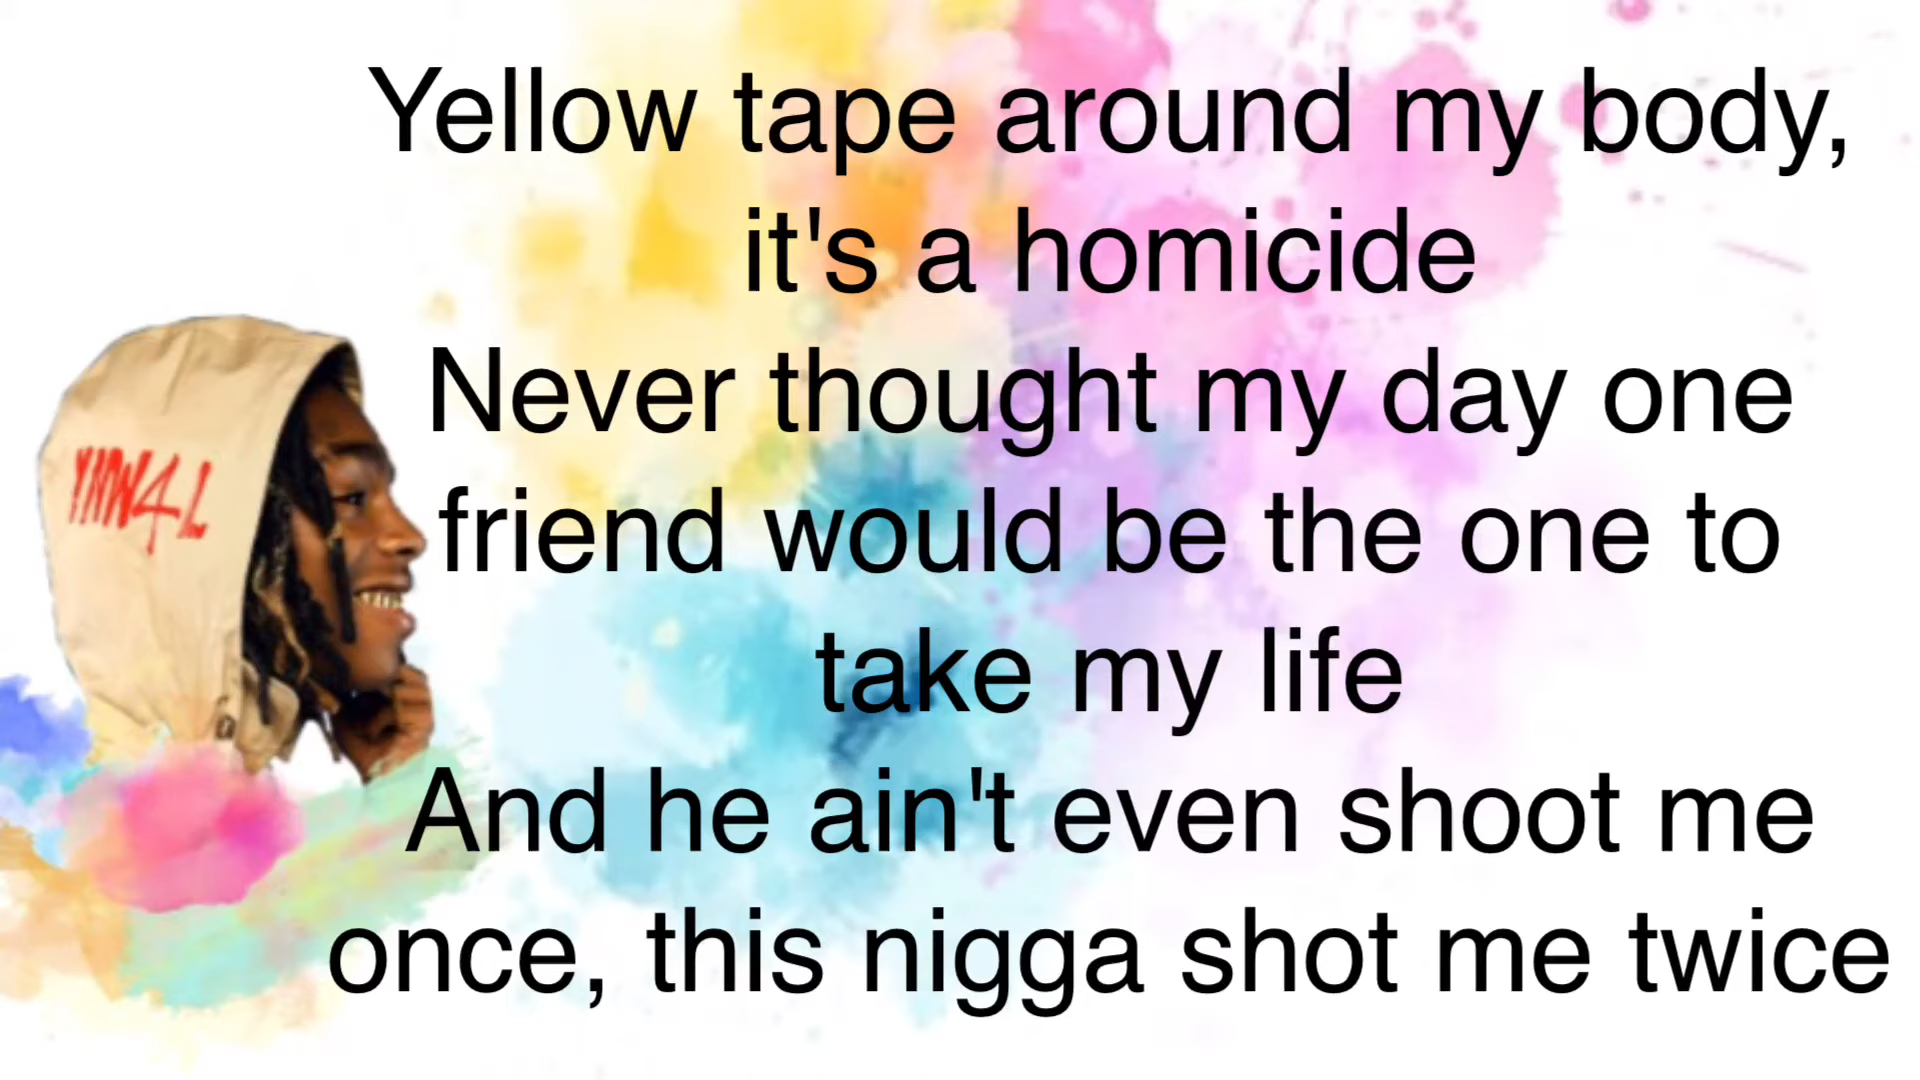 Yellow tape around my body,
it's a homicide
Never thought my day one
friend would be the one to
take my life
And he ain't even shoot me
once, this nigga shot me twice
YNW4L